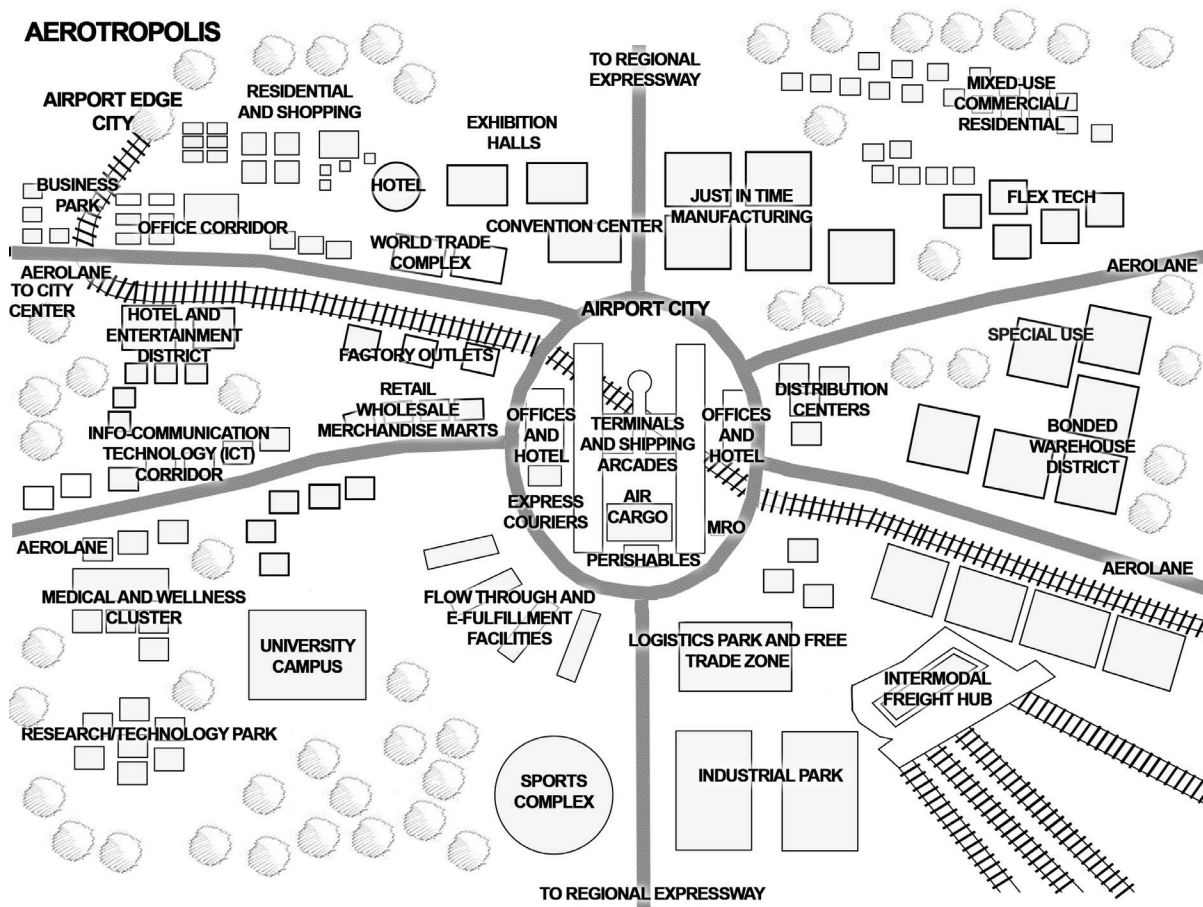 AEROTROPOLIS
TO REGIONAL
EXPRESSWAY
AIRPORT EDGE
CITY
RESIDENTIAL
AND SHOPPING
MIXED-USE
COMMERCIAL/
RESIDENTIAL
EXHIBITION
HALLS
BUSINESS
PARK
HOTEL
JUST IN TIME
MANUFACTURING
FLEX TECH
OFFICE CORRIDOR
CONVENTION CENTER
WORLD TRADE
COMPLEX
AEROLANE
TO CITY
CENTER
AEROLANE
AIRPORT CITY
HOTEL AND
ENTERTAINMENT
DISTRICT
SPECIAL USE
FACTORY OUTLETS
RETAIL
WHOLESALE
MERCHANDISE MARTS
DISTRIBUTION
CENTERS
OFFICES
AND
HOTEL
TERMINALS
AND SHIPPING
ARCADES
OFFICES
AND
HOTEL
BONDED
WAREHOUSE
DISTRICT
INFO-COMMUNICATION
TECHNOLOGY (ICT)
CORRIDOR
EXPRESS
COURIERS
AIR
CARGO
MRO
PERISHABLES
AEROLANE
AEROLANE
MEDICAL AND WELLNESS
CLUSTER
FLOW THROUGH AND
E-FULFILLMENT
FACILITIES
UNIVERSITY
CAMPUS
LOGISTICS PARK AND FREE
TRADE ZONE
INTERMODAL
FREIGHT HUB
RESEARCH/TECHNOLOGY PARK
SPORTS
COMPLEX
INDUSTRIAL PARK
TO REGIONAL EXPRESSWAY